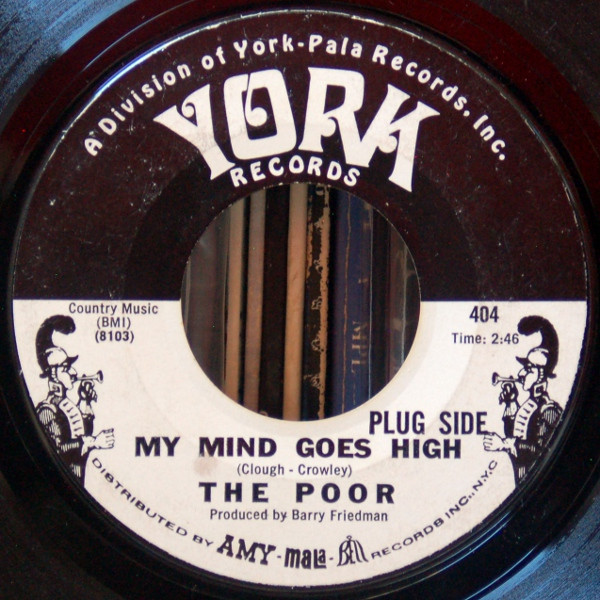 A Division of York-Pala Records, Inc.
YORK
RECORDS
Country Music
(BMI)
(8103)
404
Time: 2:46
PLUG SIDE
MY MIND GOES HIGH
(Clough - Crowley)
THE POOR
Produced by Barry Friedman
DISTRIBUTED BY AMY-mala-Bell RECORDS INC., N.Y.C.
MPL